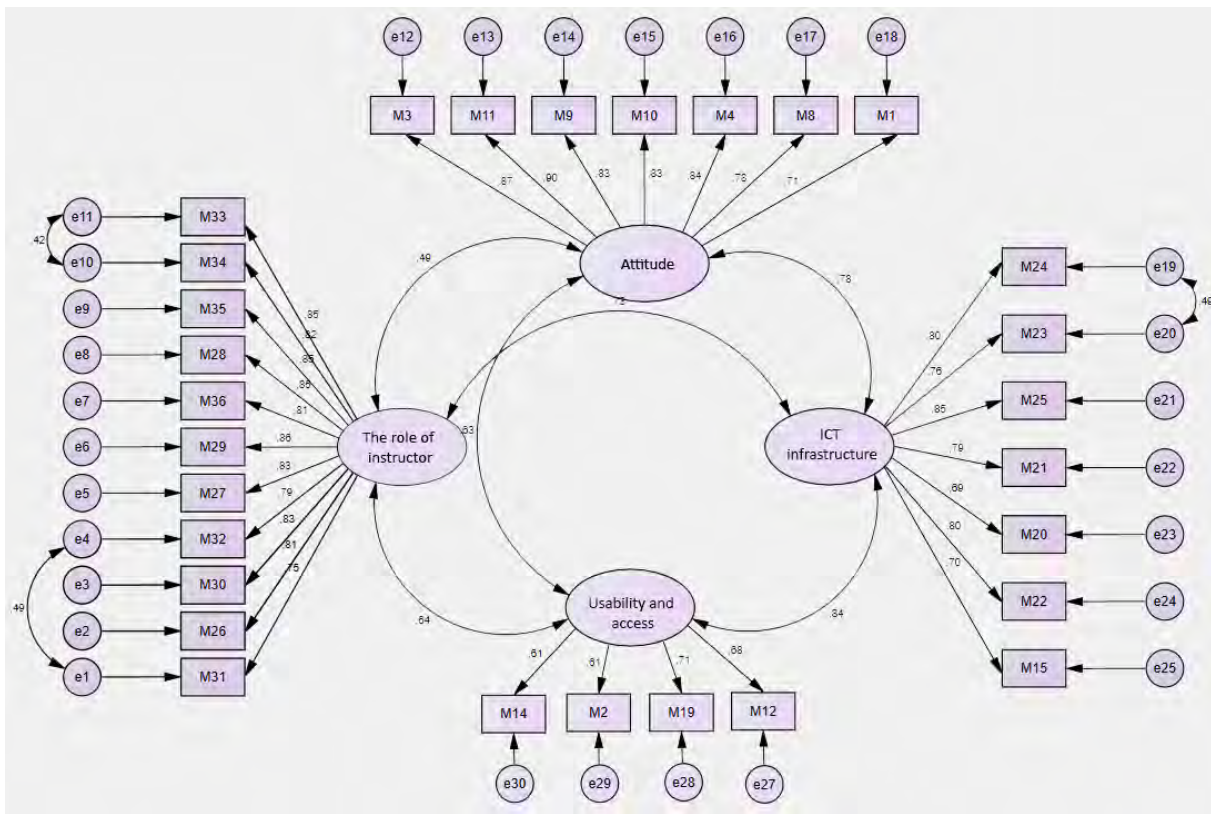 e12 e13 e14 e15 e16 e17 e18
M3 M11 M9 M10 M4 M8 M1
.87 .90 .83 .83 .84 .78 .71
Attitude
e11 M33
.42
e10 M34
e9 M35
e8 M28
e7 M36
e6 M29
e5 M27
e4 M32
e3 M30
.49
e2 M26
e1 M31
.85
.82
.85
.86
.81
.86
.83
.79
.83
.81
.75
The role of
instructor
.49
.78
.63
.64
.84
ICT
infrastructure
.80
.76
.85
.79
.69
.80
.70
M24 e19
M23 e20
M25 e21
M21 e22
M20 e23
M22 e24
M15 e25
Usability and
access
.61 .61 .71 .68
M14 M2 M19 M12
e30 e29 e28 e27